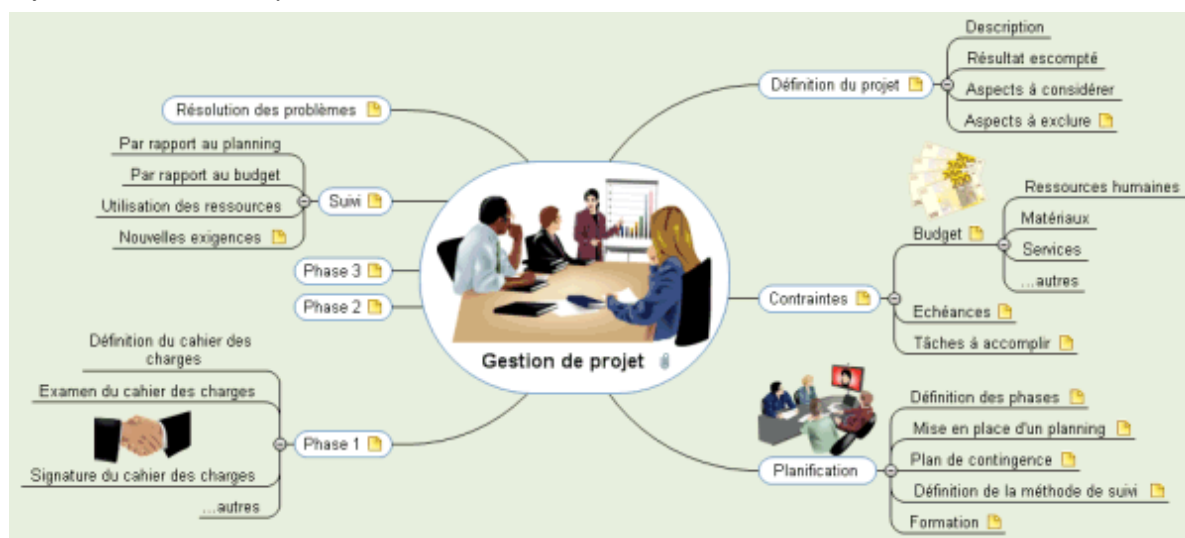 Description
Définition du projet
Résultat escompté
Aspects à considérer
Aspects à exclure
Budget
Ressources humaines
Matériaux
Services
...autres
Contraintes
Echéances
Tâches à accomplir
Planification
Définition des phases
Mise en place d'un planning
Plan de contingence
Définition de la méthode de suivi
Formation
Gestion de projet
Résolution des problèmes
Par rapport au planning
Par rapport au budget
Suivi
Utilisation des ressources
Nouvelles exigences
Phase 3
Phase 2
Définition du cahier des
charges
Examen du cahier des charges
Phase 1
Signature du cahier des charges
...autres